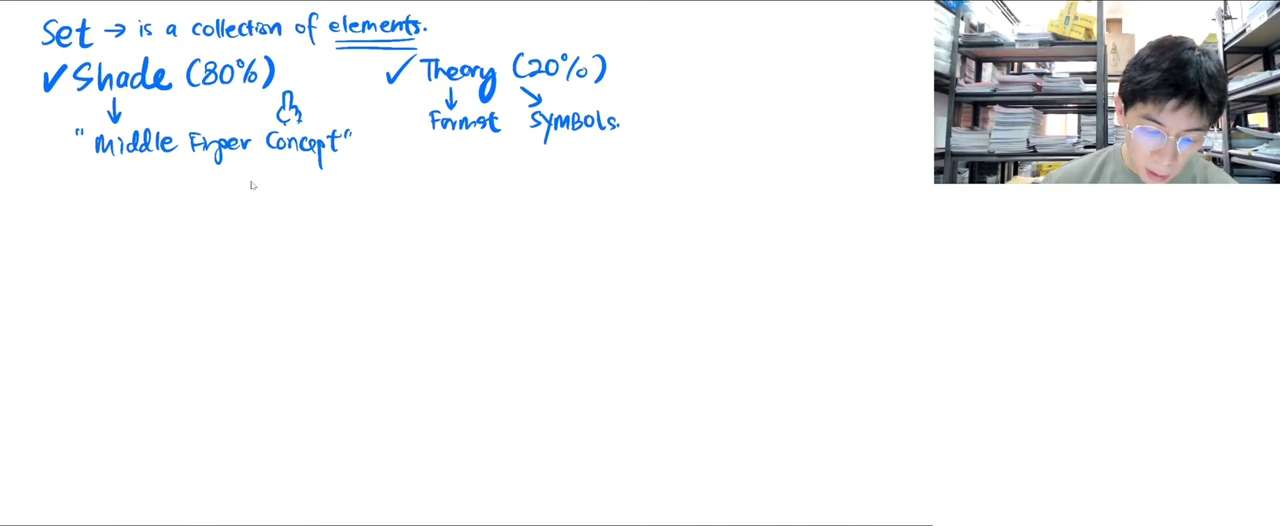 Set → is a collection of elements.
✓ Shade (80%) ✓ Theory (20%)
↓ ↓ ↘
Format SYMBOLS.
"Middle Finger Concept"